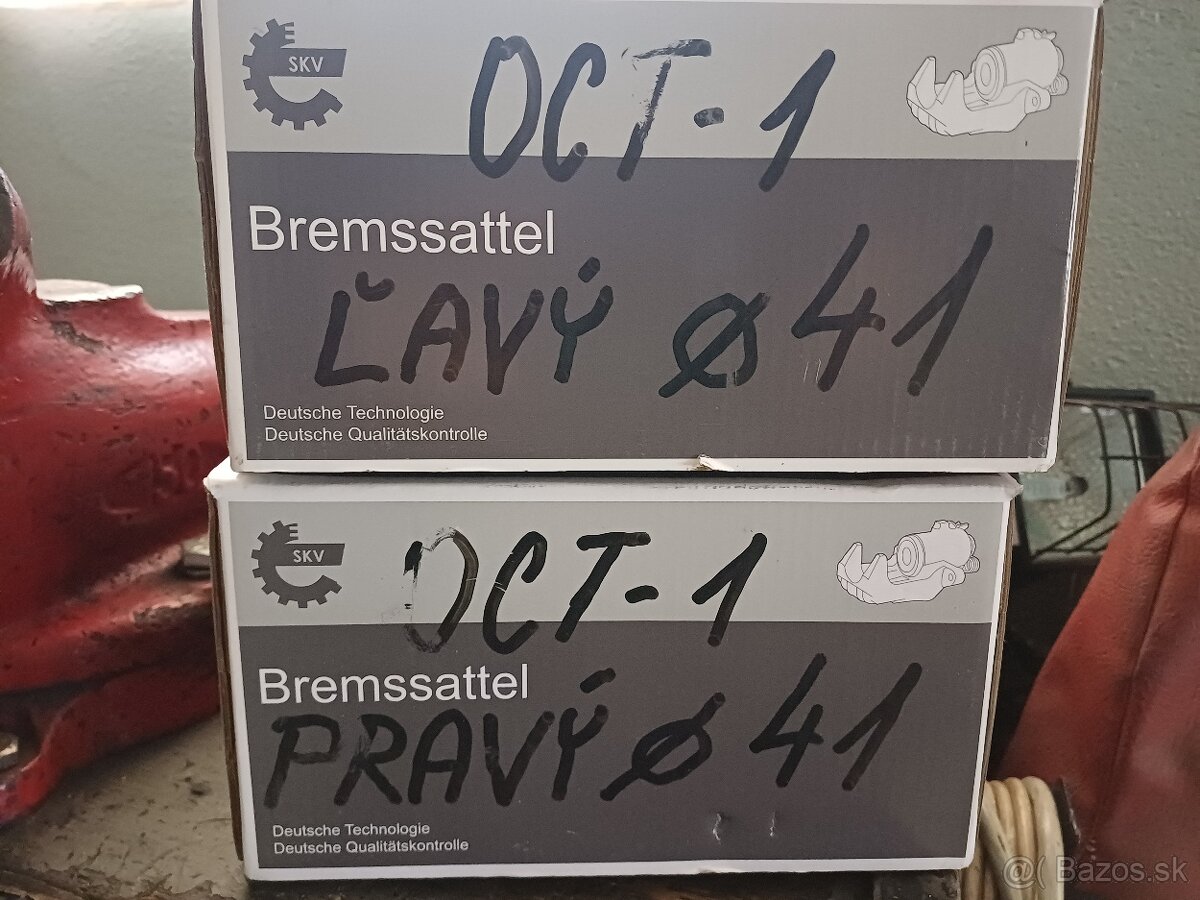 SKV
OCT-1
Bremssattel
ĽAVÝ ø 41
Deutsche Technologie
Deutsche Qualitätskontrolle
SKV
OCT-1
Bremssattel
PRAVÝ ø 41
Deutsche Technologie
Deutsche Qualitätskontrolle
@( Bazos.sk